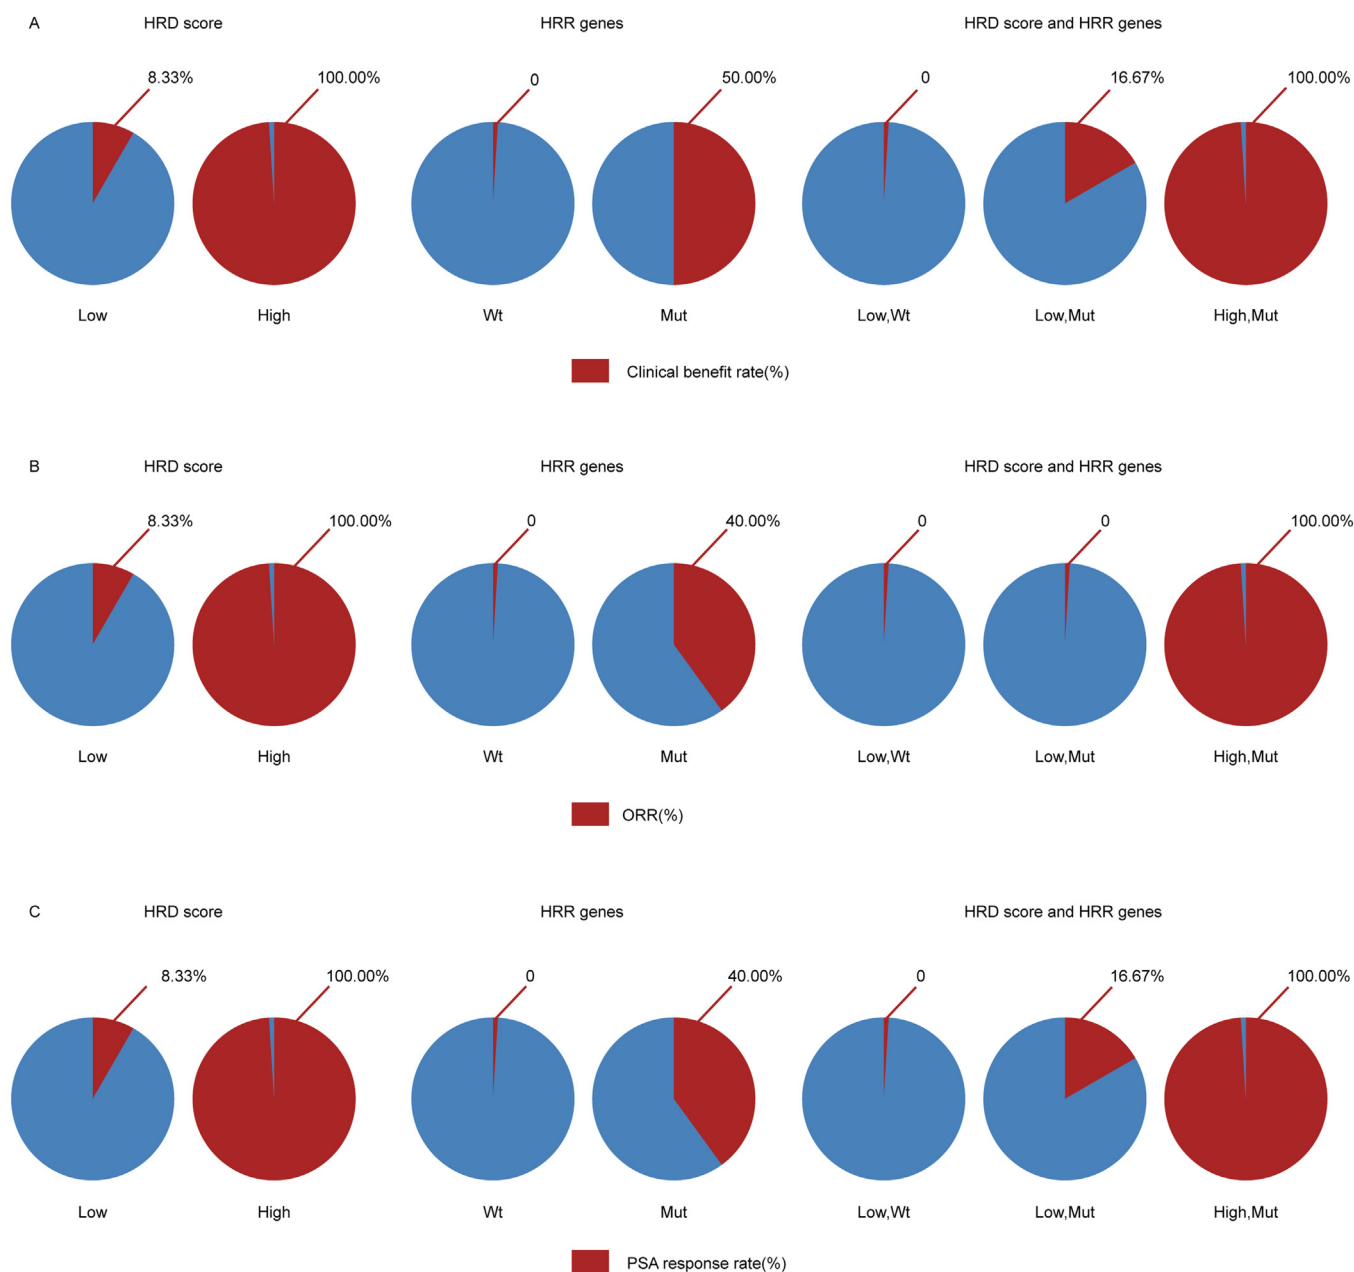 A HRD score HRR genes HRD score and HRR genes
8.33% 100.00% 0 50.00% 0 16.67% 100.00%
Low High Wt Mut Low,Wt Low,Mut High,Mut
Clinical benefit rate(%)
B HRD score HRR genes HRD score and HRR genes
8.33% 100.00% 0 40.00% 0 0 100.00%
Low High Wt Mut Low,Wt Low,Mut High,Mut
ORR(%)
C HRD score HRR genes HRD score and HRR genes
8.33% 100.00% 0 40.00% 0 16.67% 100.00%
Low High Wt Mut Low,Wt Low,Mut High,Mut
PSA response rate(%)